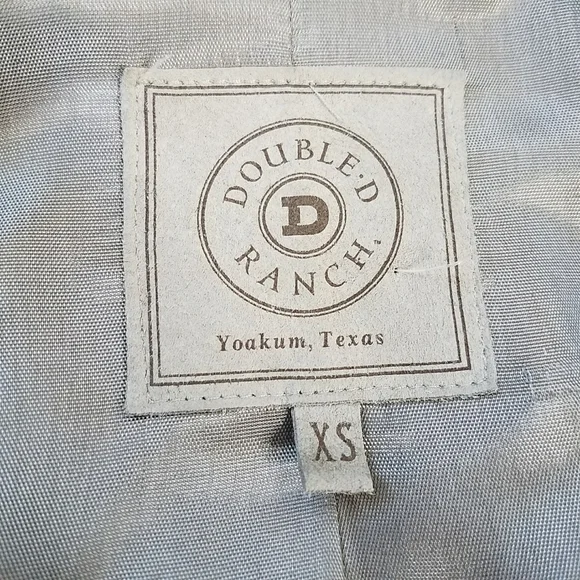 DOUBLE·D
D
RANCH.
Yoakum, Texas
XS